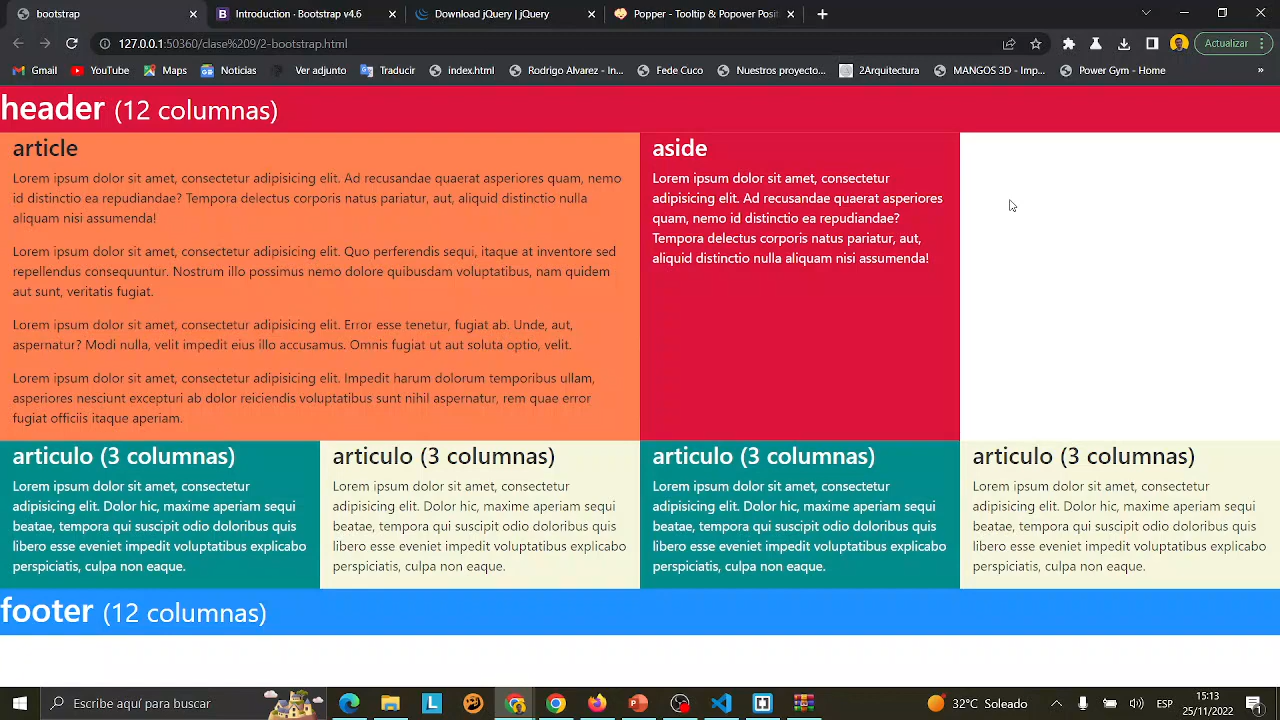 bootstrap
Introduction · Bootstrap v4.6
Download jQuery | jQuery
Popper - Tooltip & Popover Posit
127.0.0.1:50360/clase%209/2-bootstrap.html
Actualizar
Gmail
YouTube
Maps
Noticias
Ver adjunto
Traducir
index.html
Rodrigo Alvarez - In...
Fede Cuco
Nuestros proyecto...
2Arquitectura
MANGOS 3D - Imp...
Power Gym - Home
»
header (12 columnas)
article
Lorem ipsum dolor sit amet, consectetur adipisicing elit. Ad recusandae quaerat asperiores quam, nemo
id distinctio ea repudiandae? Tempora delectus corporis natus pariatur, aut, aliquid distinctio nulla
aliquam nisi assumenda!
Lorem ipsum dolor sit amet, consectetur adipisicing elit. Quo perferendis sequi, itaque at inventore sed
repellendus consequuntur. Nostrum illo possimus nemo dolore quibusdam voluptatibus, nam quidem
aut sunt, veritatis fugiat.
Lorem ipsum dolor sit amet, consectetur adipisicing elit. Error esse tenetur, fugiat ab. Unde, aut,
aspernatur? Modi nulla, velit impedit eius illo accusamus. Omnis fugiat ut aut soluta optio, velit.
Lorem ipsum dolor sit amet, consectetur adipisicing elit. Impedit harum dolorum temporibus ullam,
asperiores nesciunt excepturi ab dolor reiciendis voluptatibus sunt nihil aspernatur, rem quae error
fugiat officiis itaque aperiam.
aside
Lorem ipsum dolor sit amet, consectetur
adipisicing elit. Ad recusandae quaerat asperiores
quam, nemo id distinctio ea repudiandae?
Tempora delectus corporis natus pariatur, aut,
aliquid distinctio nulla aliquam nisi assumenda!
articulo (3 columnas)
Lorem ipsum dolor sit amet, consectetur
adipisicing elit. Dolor hic, maxime aperiam sequi
beatae, tempora qui suscipit odio doloribus quis
libero esse eveniet impedit voluptatibus explicabo
perspiciatis, culpa non eaque.
articulo (3 columnas)
Lorem ipsum dolor sit amet, consectetur
adipisicing elit. Dolor hic, maxime aperiam sequi
beatae, tempora qui suscipit odio doloribus quis
libero esse eveniet impedit voluptatibus explicabo
perspiciatis, culpa non eaque.
articulo (3 columnas)
Lorem ipsum dolor sit amet, consectetur
adipisicing elit. Dolor hic, maxime aperiam sequi
beatae, tempora qui suscipit odio doloribus quis
libero esse eveniet impedit voluptatibus explicabo
perspiciatis, culpa non eaque.
articulo (3 columnas)
Lorem ipsum dolor sit amet, consectetur
adipisicing elit. Dolor hic, maxime aperiam sequi
beatae, tempora qui suscipit odio doloribus quis
libero esse eveniet impedit voluptatibus explicabo
perspiciatis, culpa non eaque.
footer (12 columnas)
Escribe aquí para buscar
32°C Soleado
ESP
15:13
25/11/2022